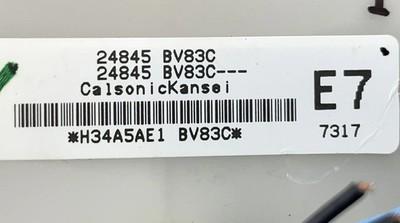 24845 BV83C
24845 BV83C---
CalsonicKansei
E7
*H34A5AE1 BV83C*
7317